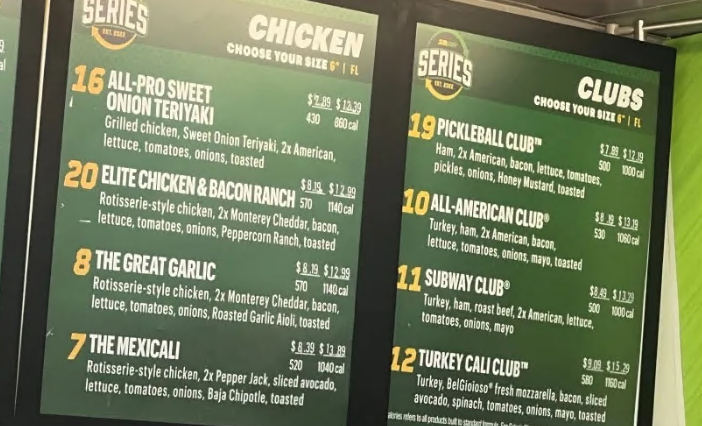 SERIES
EST. 2023
CHICKEN
CHOOSE YOUR SIZE 6" | FL
16 ALL-PRO SWEET
ONION TERIYAKI
$7.89 $13.39
430 860 cal
Grilled chicken, Sweet Onion Teriyaki, 2x American,
lettuce, tomatoes, onions, toasted
20 ELITE CHICKEN & BACON RANCH
$8.19 $12.99
570 1140 cal
Rotisserie-style chicken, 2x Monterey Cheddar, bacon,
lettuce, tomatoes, onions, Peppercorn Ranch, toasted
8 THE GREAT GARLIC
$8.19 $12.99
570 1140 cal
Rotisserie-style chicken, 2x Monterey Cheddar, bacon,
lettuce, tomatoes, onions, Roasted Garlic Aioli, toasted
7 THE MEXICALI
$8.39 $13.89
520 1040 cal
Rotisserie-style chicken, 2x Pepper Jack, sliced avocado,
lettuce, tomatoes, onions, Baja Chipotle, toasted
SERIES
CLUBS
CHOOSE YOUR SIZE 6" | FL
19 PICKLEBALL CLUB™
$7.89 $12.19
500 1000 cal
Ham, 2x American, bacon, lettuce, tomatoes,
pickles, onions, Honey Mustard, toasted
10 ALL-AMERICAN CLUB®
$8.19 $13.19
530 1060 cal
Turkey, ham, 2x American, bacon,
lettuce, tomatoes, onions, mayo, toasted
11 SUBWAY CLUB®
$8.49 $13.29
500 1000 cal
Turkey, ham, roast beef, 2x American, lettuce,
tomatoes, onions, mayo
12 TURKEY CALI CLUB™
$9.09 $15.29
580 1160 cal
Turkey, BelGioioso® fresh mozzarella, bacon, sliced
avocado, spinach, tomatoes, onions, mayo, toasted